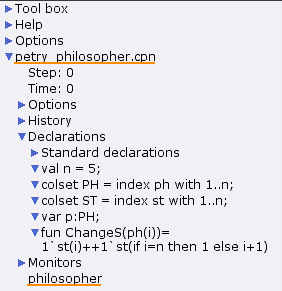 Tool box
Help
Options
petry_philosopher.cpn
Step: 0
Time: 0
Options
History
Declarations
Standard declarations
val n = 5;
colset PH = index ph with 1..n;
colset ST = index st with 1..n;
var p:PH;
fun ChangeS(ph(i))=
1`st(i)++1`st(if i=n then 1 else i+1)
Monitors
philosopher